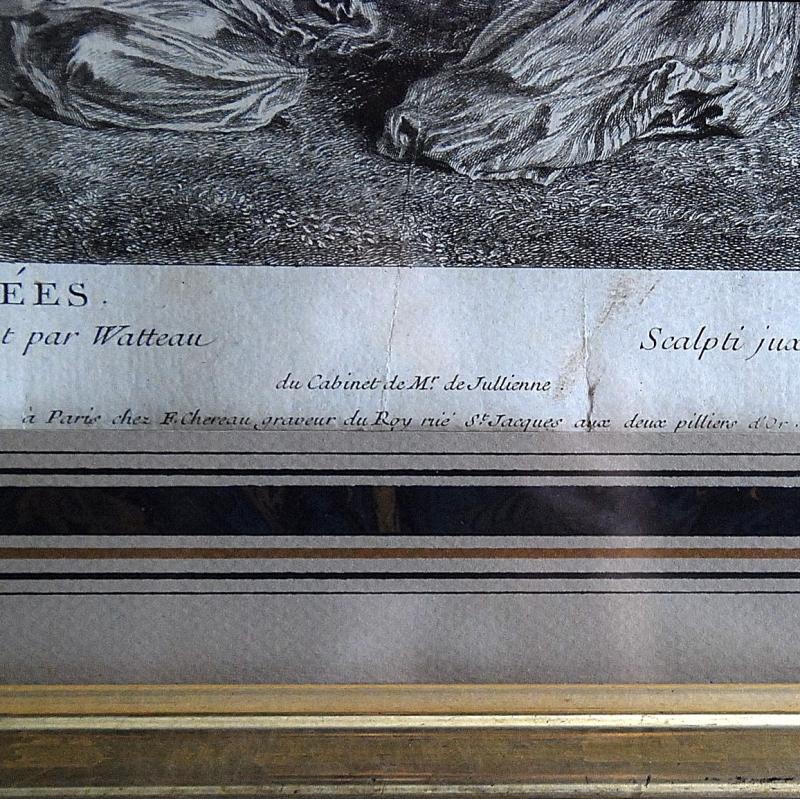 ÉES.
t par Watteau Sculpti jux
du Cabinet de Mr. de Jullienne.
à Paris chez F. Chereau graveur du Roy rüe St. Jacques aux deux pilliers d'Or.